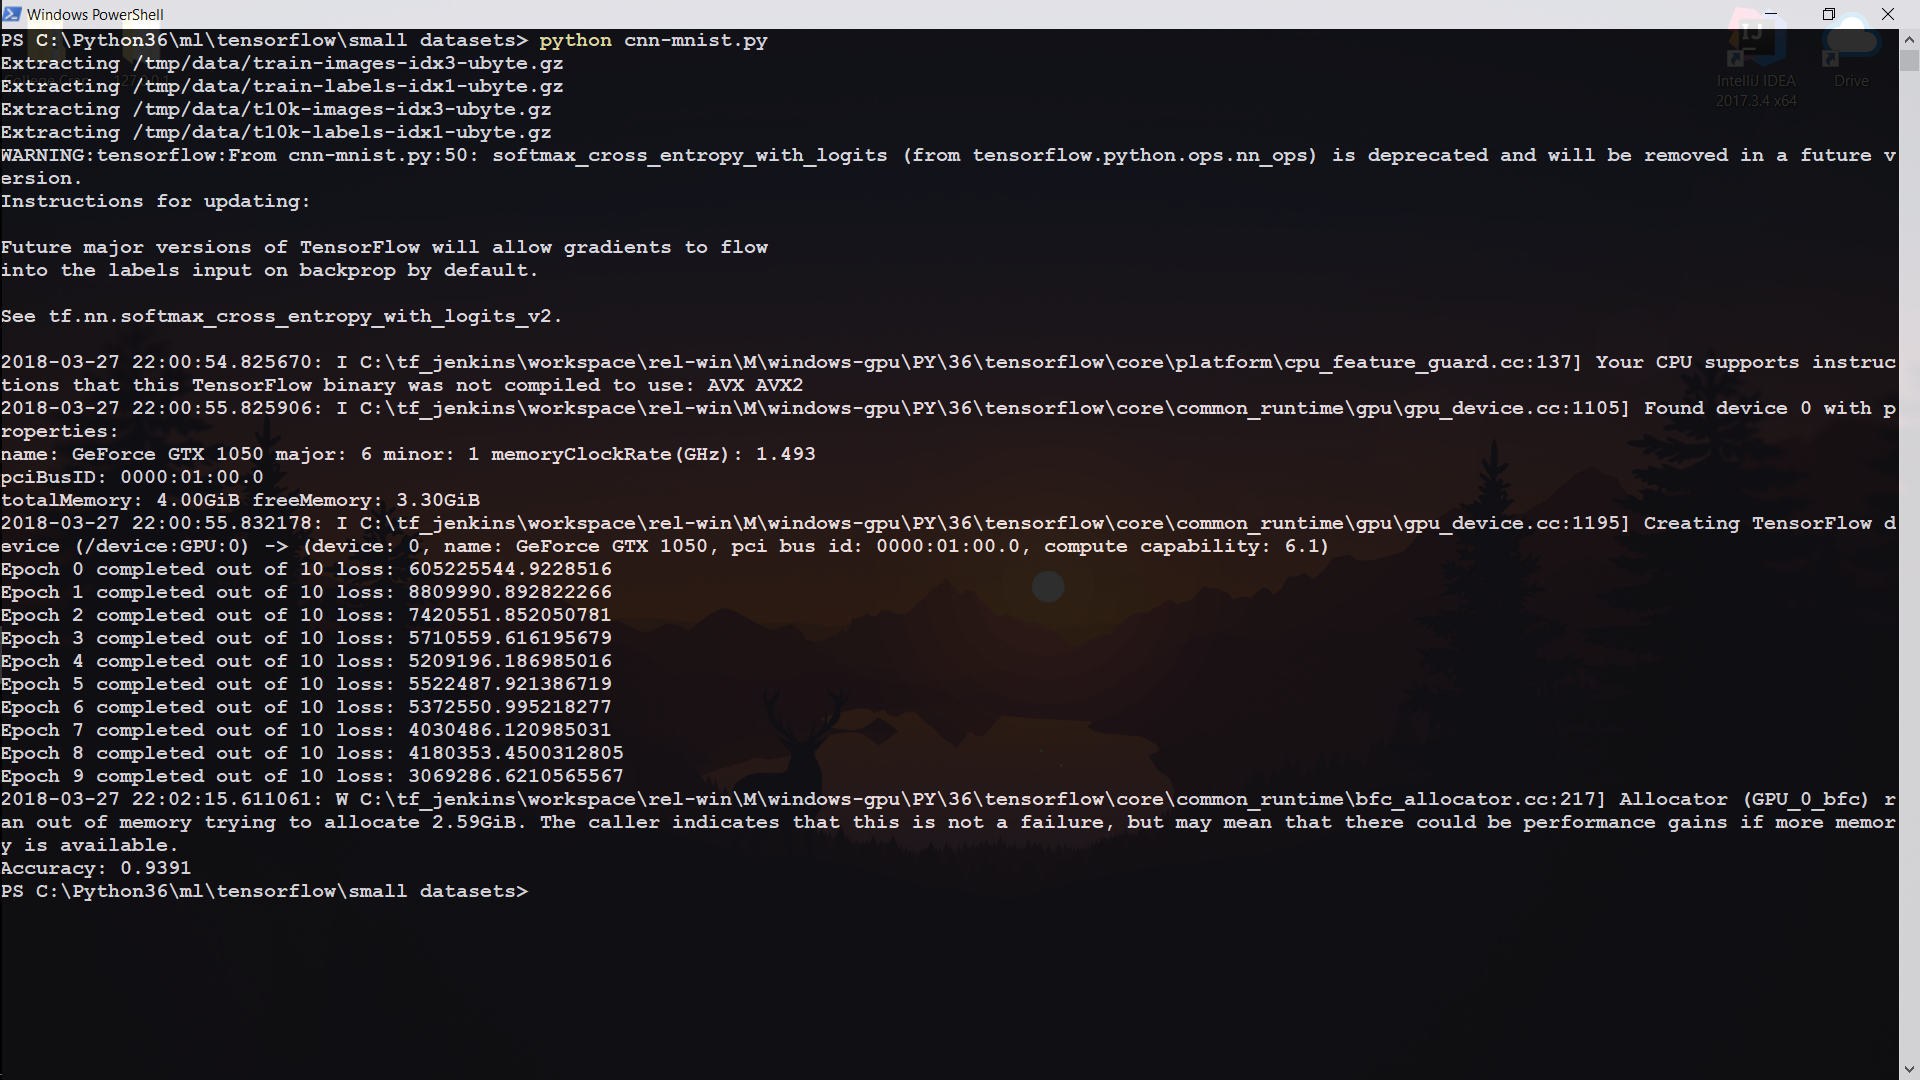 Windows PowerShell
PS C:\Python36\ml\tensorflow\small datasets> python cnn-mnist.py
Extracting /tmp/data/train-images-idx3-ubyte.gz
Extracting /tmp/data/train-labels-idx1-ubyte.gz
Extracting /tmp/data/t10k-images-idx3-ubyte.gz
Extracting /tmp/data/t10k-labels-idx1-ubyte.gz
WARNING:tensorflow:From cnn-mnist.py:50: softmax_cross_entropy_with_logits (from tensorflow.python.ops.nn_ops) is deprecated and will be removed in a future v
ersion.
Instructions for updating:
Future major versions of TensorFlow will allow gradients to flow
into the labels input on backprop by default.
See tf.nn.softmax_cross_entropy_with_logits_v2.
2018-03-27 22:00:54.825670: I C:\tf_jenkins\workspace\rel-win\M\windows-gpu\PY\36\tensorflow\core\platform\cpu_feature_guard.cc:137] Your CPU supports instruc
tions that this TensorFlow binary was not compiled to use: AVX AVX2
2018-03-27 22:00:55.825906: I C:\tf_jenkins\workspace\rel-win\M\windows-gpu\PY\36\tensorflow\core\common_runtime\gpu\gpu_device.cc:1105] Found device 0 with p
roperties:
name: GeForce GTX 1050 major: 6 minor: 1 memoryClockRate(GHz): 1.493
pciBusID: 0000:01:00.0
totalMemory: 4.00GiB freeMemory: 3.30GiB
2018-03-27 22:00:55.832178: I C:\tf_jenkins\workspace\rel-win\M\windows-gpu\PY\36\tensorflow\core\common_runtime\gpu\gpu_device.cc:1195] Creating TensorFlow d
evice (/device:GPU:0) -> (device: 0, name: GeForce GTX 1050, pci bus id: 0000:01:00.0, compute capability: 6.1)
Epoch 0 completed out of 10 loss: 605225544.9228516
Epoch 1 completed out of 10 loss: 8809990.892822266
Epoch 2 completed out of 10 loss: 7420551.852050781
Epoch 3 completed out of 10 loss: 5710559.616195679
Epoch 4 completed out of 10 loss: 5209196.186985016
Epoch 5 completed out of 10 loss: 5522487.921386719
Epoch 6 completed out of 10 loss: 5372550.995218277
Epoch 7 completed out of 10 loss: 4030486.120985031
Epoch 8 completed out of 10 loss: 4180353.4500312805
Epoch 9 completed out of 10 loss: 3069286.6210565567
2018-03-27 22:02:15.611061: W C:\tf_jenkins\workspace\rel-win\M\windows-gpu\PY\36\tensorflow\core\common_runtime\bfc_allocator.cc:217] Allocator (GPU_0_bfc) r
an out of memory trying to allocate 2.59GiB. The caller indicates that this is not a failure, but may mean that there could be performance gains if more memor
y is available.
Accuracy: 0.9391
PS C:\Python36\ml\tensorflow\small datasets>
IJ
IntelliJ IDEA
2017.3.4 x64
Drive